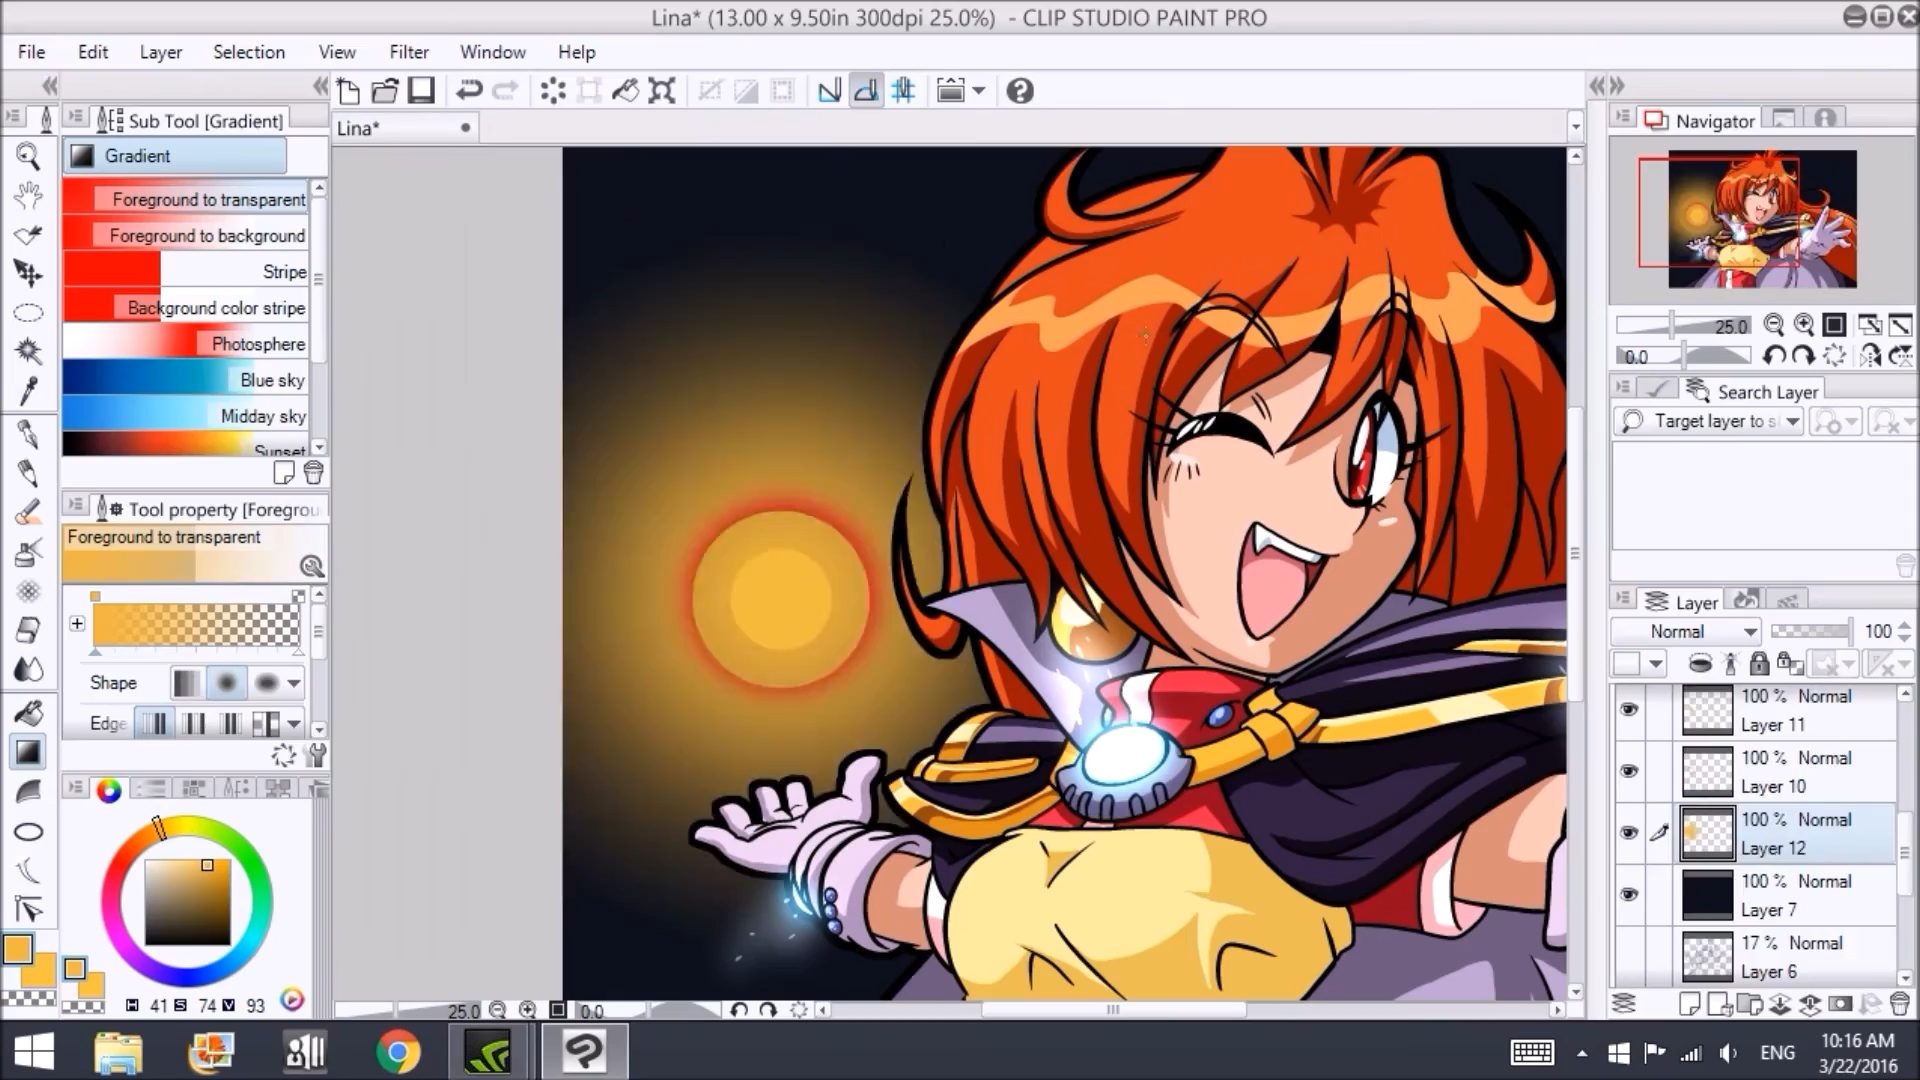 Lina* (13.00 x 9.50in 300dpi 25.0%) - CLIP STUDIO PAINT PRO
File Edit Layer Selection View Filter Window Help
Sub Tool [Gradient]
Lina*
Navigator
Gradient
Foreground to transparent
Foreground to background
Stripe
Background color stripe
Photosphere
Blue sky
Midday sky
Sunset
25.0
0.0
Search Layer
Target layer to s
Tool property [Foregrou
Foreground to transparent
Shape
Edge
Layer
Normal 100
100 % Normal
Layer 11
100 % Normal
Layer 10
100 % Normal
Layer 12
100 % Normal
Layer 7
17 % Normal
Layer 6
H 41 S 74 V 93
25.0 0.0
ENG
10:16 AM
3/22/2016